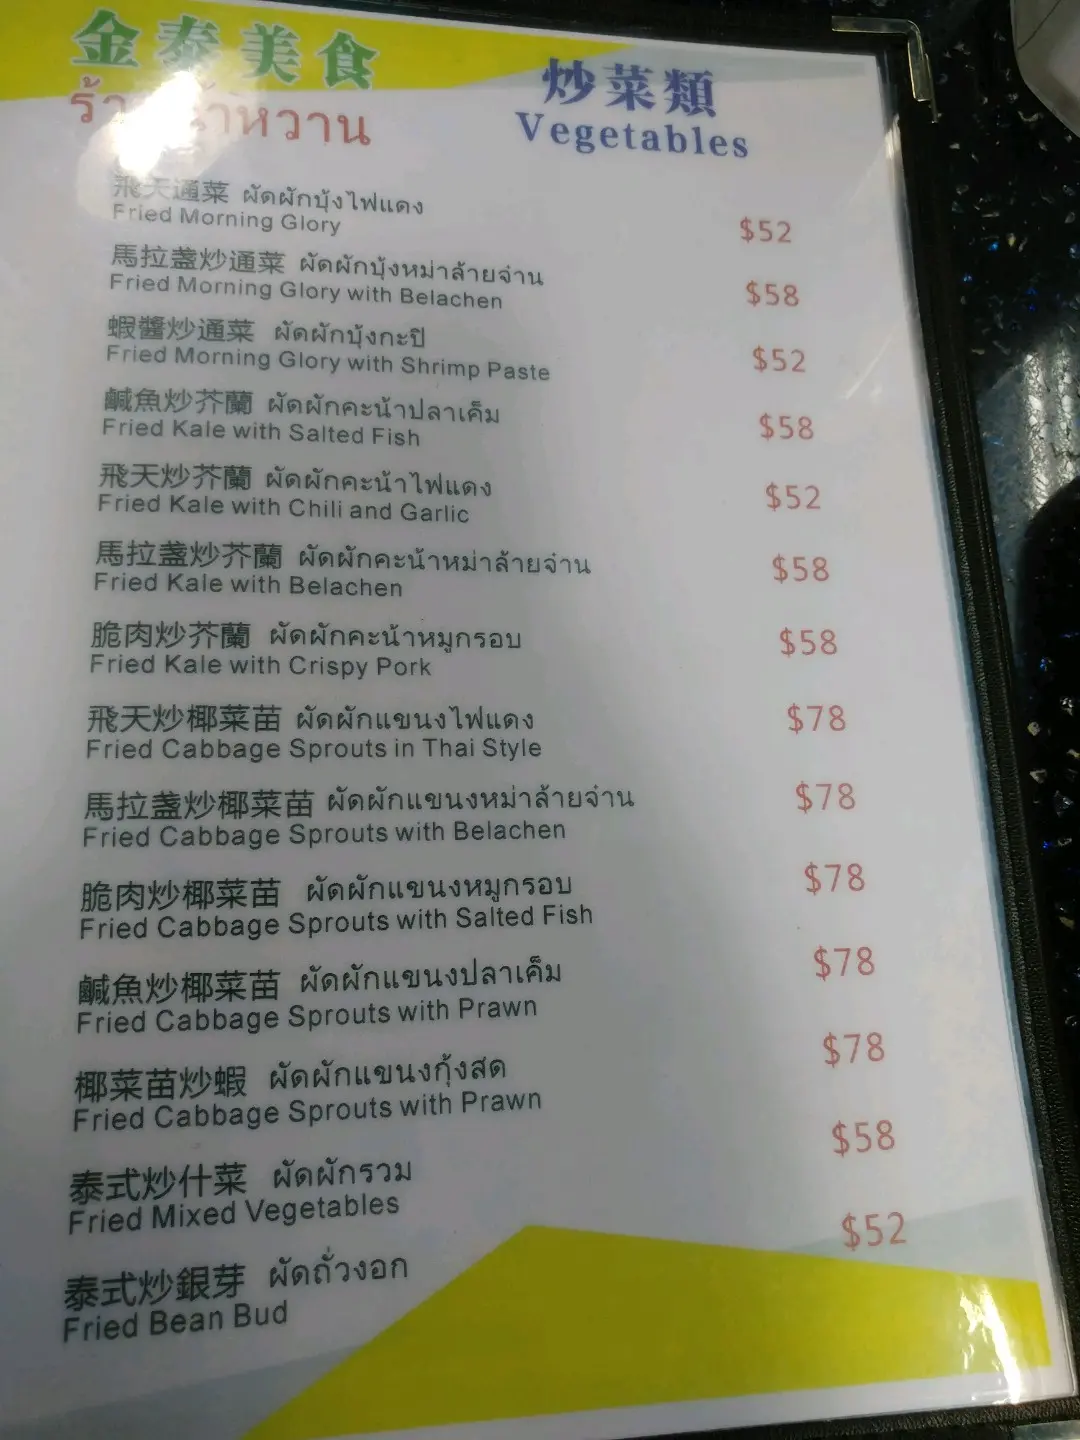 金泰美食
炒菜類
Vegetables
飛天通菜 ผัดผักบุ้งไฟแดง
Fried Morning Glory
$52
馬拉盞炒通菜 ผัดผักบุ้งหม่าล้ายจ๋าน
Fried Morning Glory with Belachen
$58
蝦醬炒通菜 ผัดผักบุ้งกะปิ
Fried Morning Glory with Shrimp Paste
$52
鹹魚炒芥蘭 ผัดผักคะน้าปลาเค็ม
Fried Kale with Salted Fish
$58
飛天炒芥蘭 ผัดผักคะน้าไฟแดง
Fried Kale with Chili and Garlic
$52
馬拉盞炒芥蘭 ผัดผักคะน้าหม่าล้ายจ๋าน
Fried Kale with Belachen
$58
脆肉炒芥蘭 ผัดผักคะน้าหมูกรอบ
Fried Kale with Crispy Pork
$58
飛天炒椰菜苗 ผัดผักแขนงไฟแดง
Fried Cabbage Sprouts in Thai Style
$78
馬拉盞炒椰菜苗 ผัดผักแขนงหม่าล้ายจ๋าน
Fried Cabbage Sprouts with Belachen
$78
脆肉炒椰菜苗 ผัดผักแขนงหมูกรอบ
Fried Cabbage Sprouts with Salted Fish
$78
鹹魚炒椰菜苗 ผัดผักแขนงปลาเค็ม
Fried Cabbage Sprouts with Prawn
$78
椰菜苗炒蝦 ผัดผักแขนงกุ้งสด
Fried Cabbage Sprouts with Prawn
$78
泰式炒什菜 ผัดผักรวม
Fried Mixed Vegetables
$58
泰式炒銀芽 ผัดถั่วงอก
Fried Bean Bud
$52